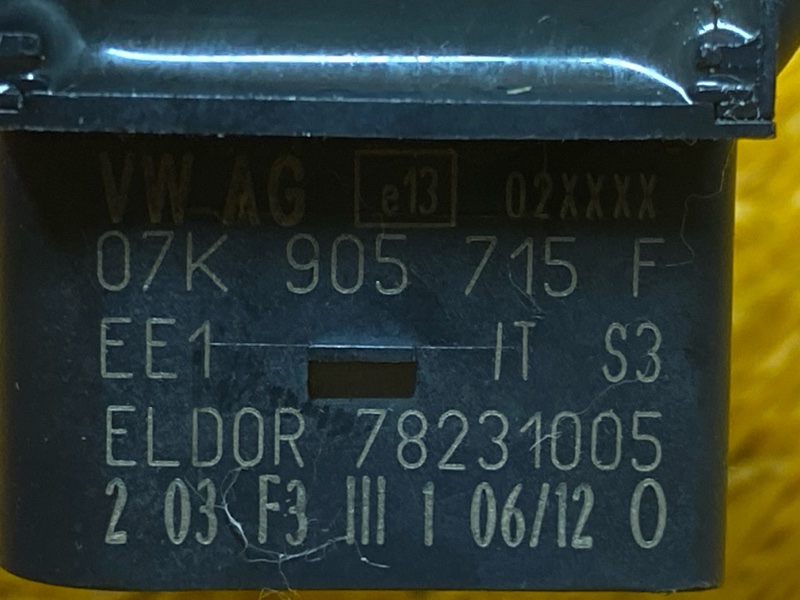 VW AG e13 02XXXX
07K 905 715 F
EE1 IT S3
ELDOR 78231005
2 03 F3 III 1 06/12 0